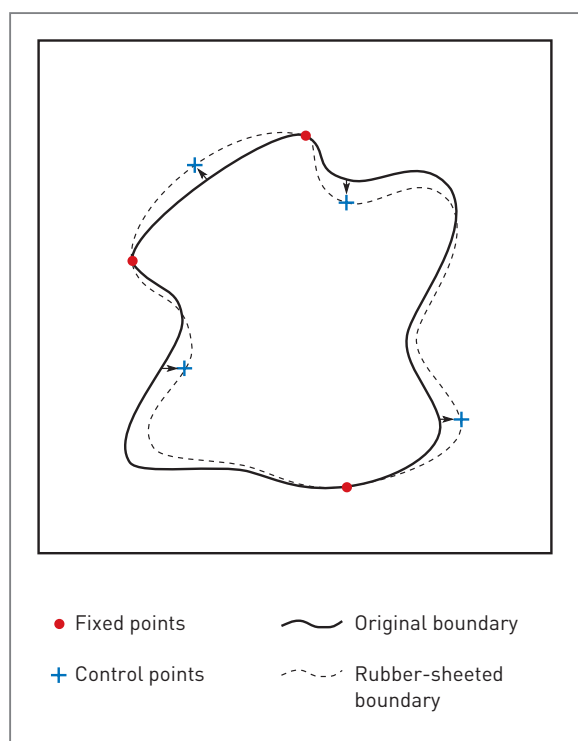 Fixed points
Original boundary
Control points
Rubber-sheeted
boundary